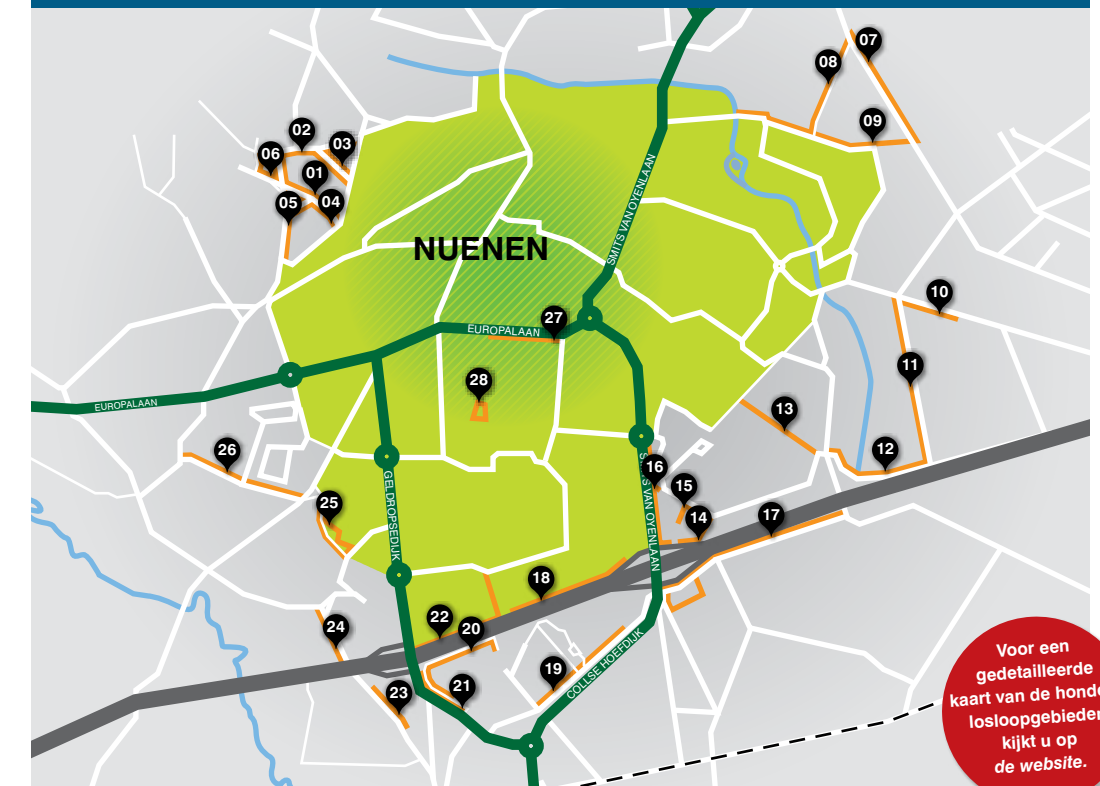 07
08
09
02
03
06
01
05
04
SMITS VAN OYENLAAN
NUENEN
10
27
EUROPALAAN
11
28
EUROPALAAN
13
26
12
16
15
25
GELDROPSEDIJK
SMITS VAN OYENLAAN
14
17
18
22
20
24
19
COLLSE HOEFDIJK
21
23
Voor een
gedetailleerde
kaart van de honde
losloopgebieden
kijkt u op
de website.